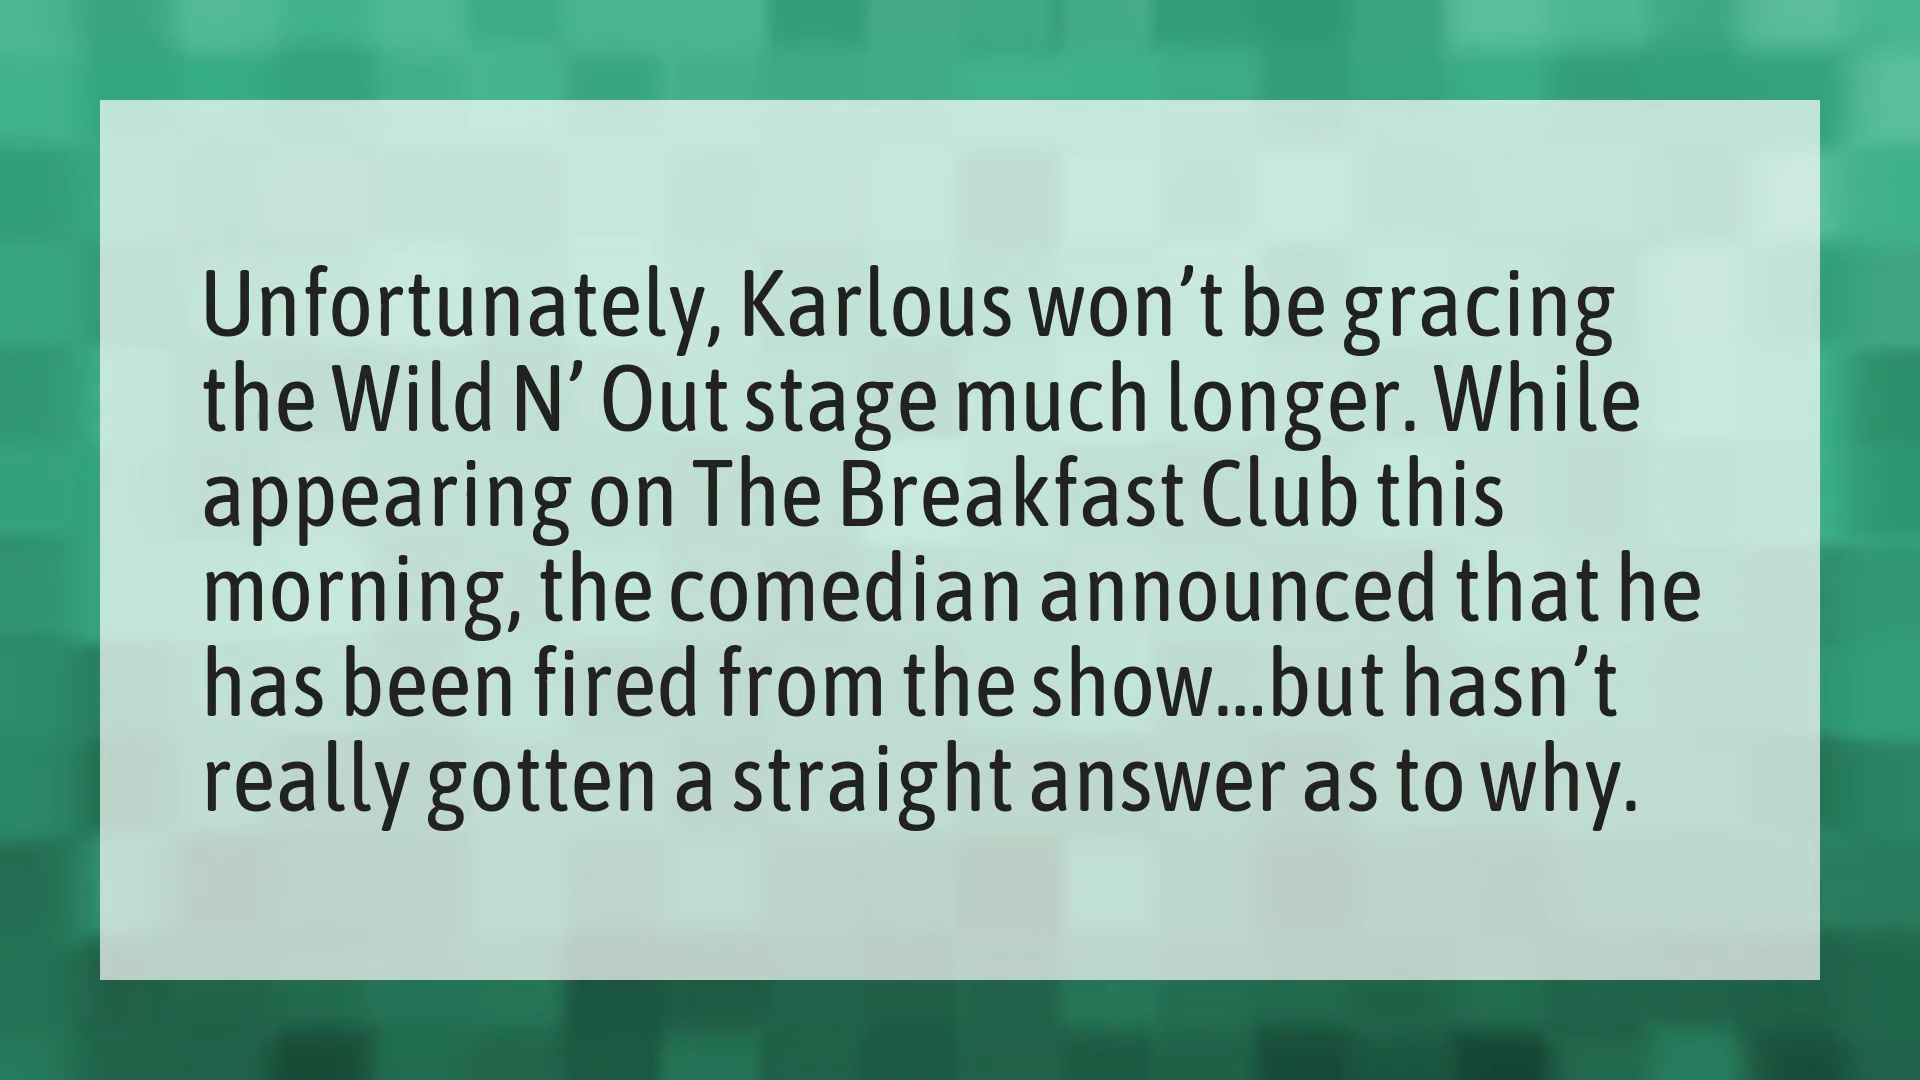 Unfortunately, Karlous won’t be gracing
the Wild N’ Out stage much longer. While
appearing on The Breakfast Club this
morning, the comedian announced that he
has been fired from the show...but hasn’t
really gotten a straight answer as to why.